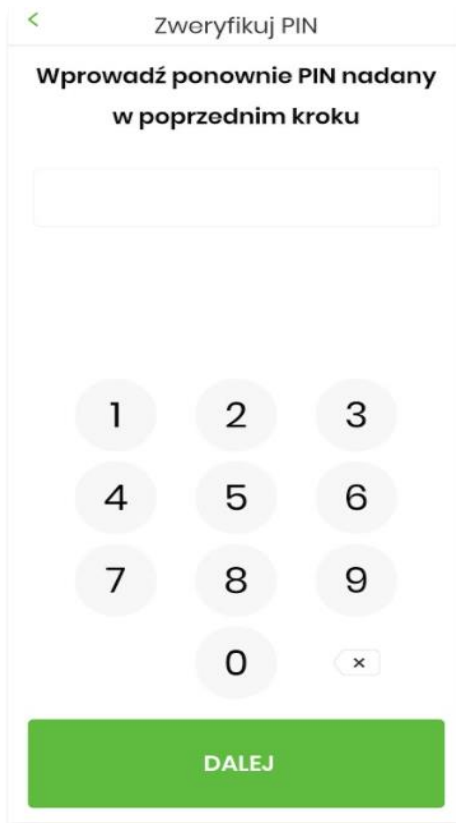 Zweryfikuj PIN
Wprowadź ponownie PIN nadany
w poprzednim kroku
1 2 3
4 5 6
7 8 9
0
DALEJ